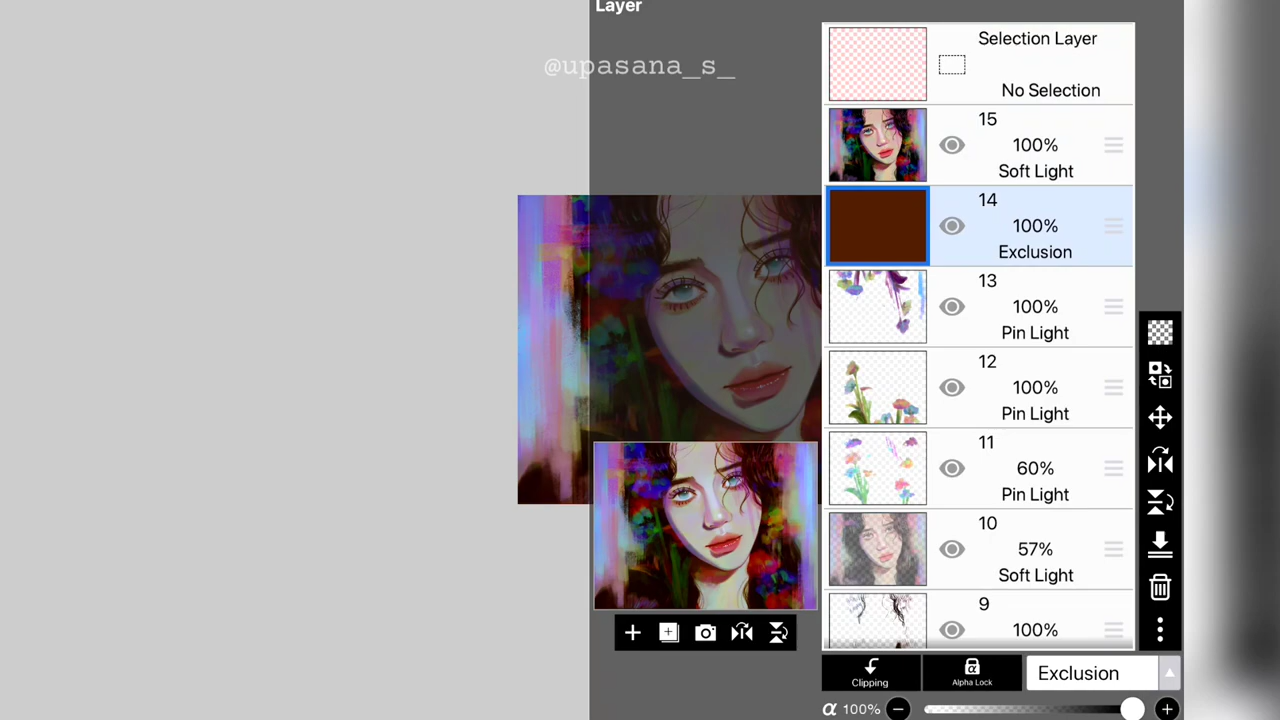 Layer
@upasana_s_
Selection Layer
No Selection
15
100%
Soft Light
14
100%
Exclusion
13
100%
Pin Light
12
100%
Pin Light
11
60%
Pin Light
10
57%
Soft Light
9
100%
Clipping
α
Alpha Lock
Exclusion
α 100%